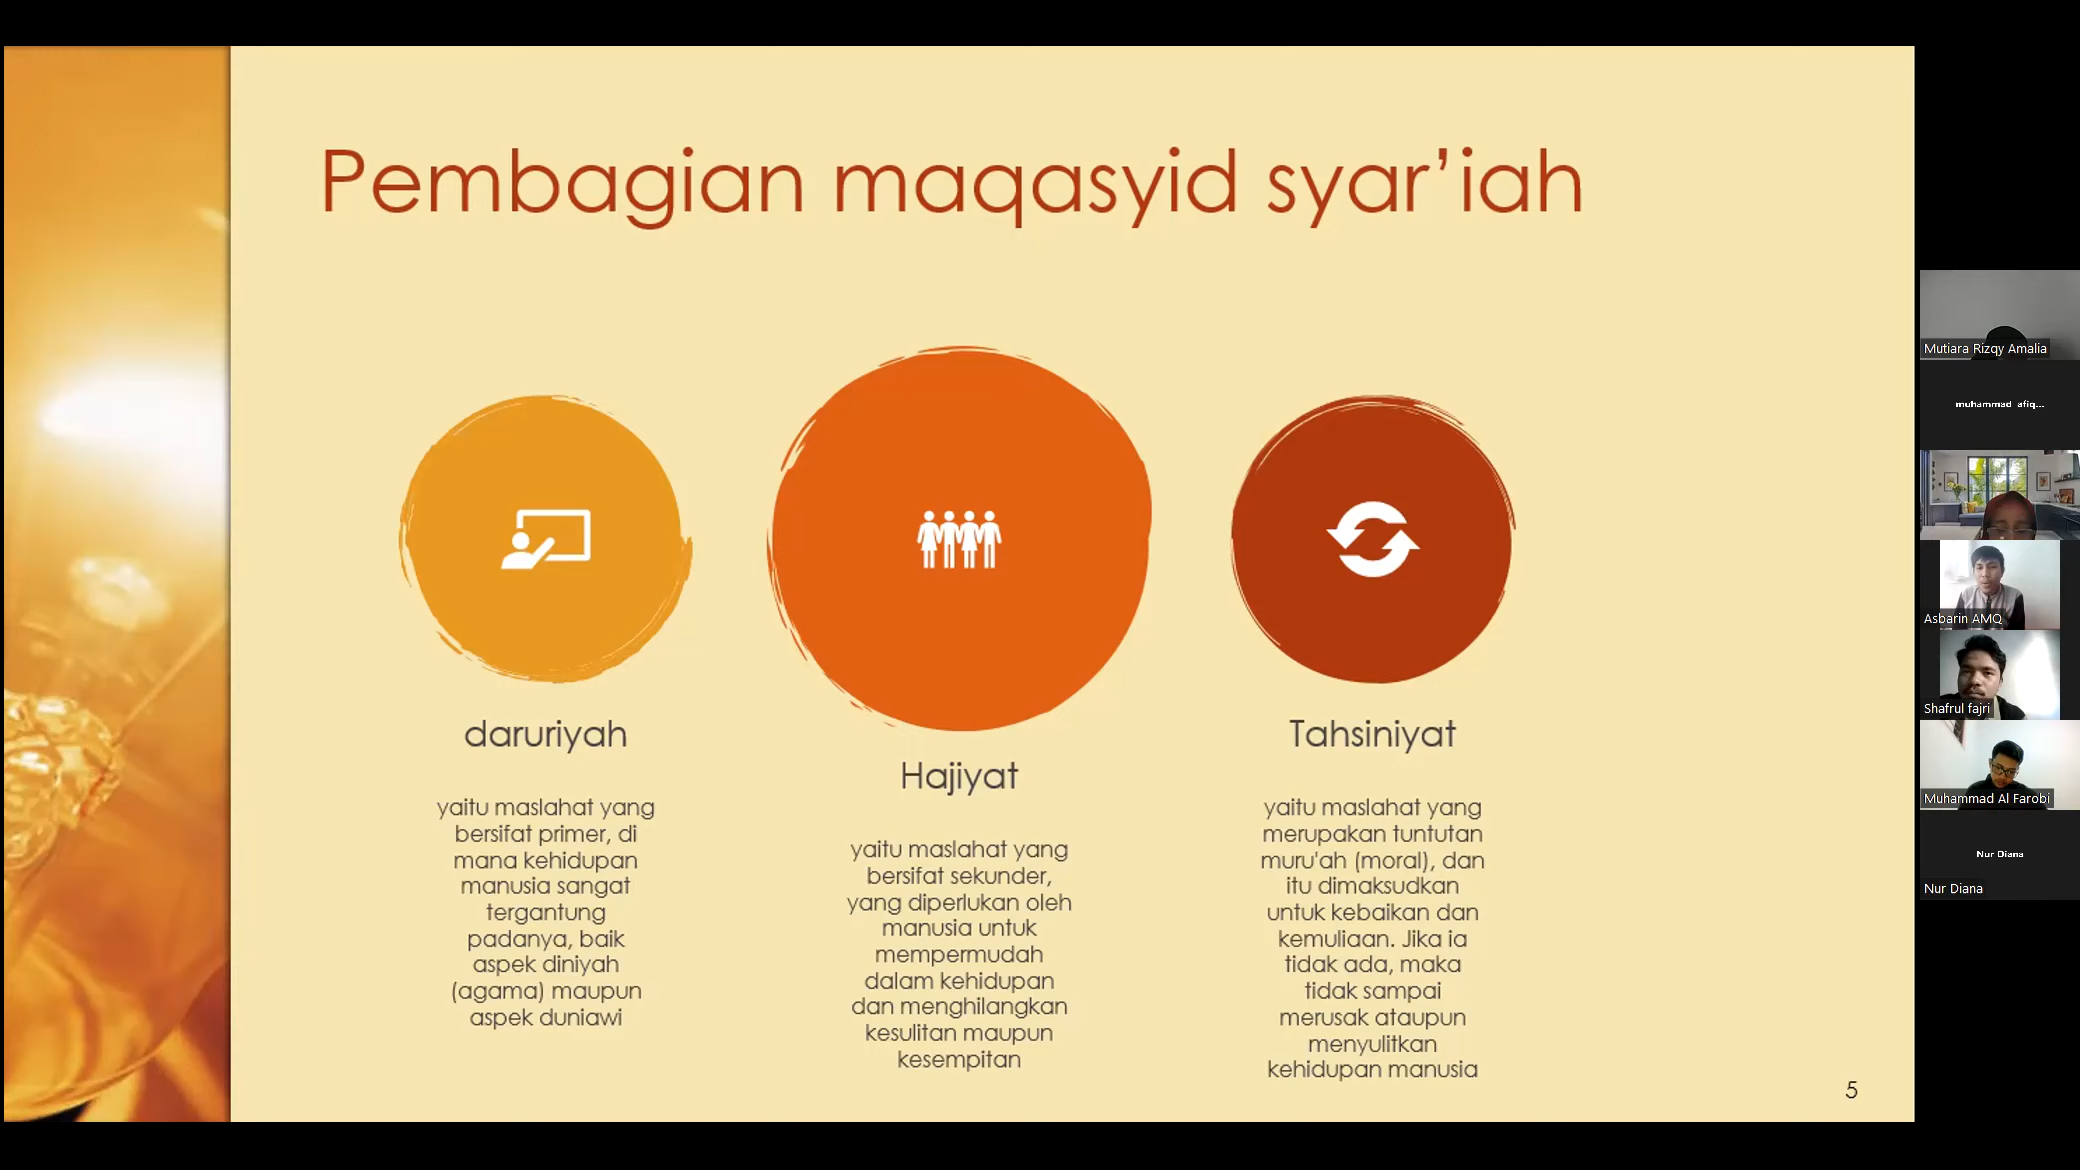 Pembagian maqasyid syar’iah
daruriyah
yaitu maslahat yang
bersifat primer, di
mana kehidupan
manusia sangat
tergantung
padanya, baik
aspek diniyah
(agama) maupun
aspek duniawi
Hajiyat
yaitu maslahat yang
bersifat sekunder,
yang diperlukan oleh
manusia untuk
mempermudah
dalam kehidupan
dan menghilangkan
kesulitan maupun
kesempitan
Tahsiniyat
yaitu maslahat yang
merupakan tuntutan
muru'ah (moral), dan
itu dimaksudkan
untuk kebaikan dan
kemuliaan. Jika ia
tidak ada, maka
tidak sampai
merusak ataupun
menyulitkan
kehidupan manusia
5
Mutiara Rizqy Amalia
muhammad afiq...
Asbarin AMQ
Shafrul fajri
Muhammad Al Farobi
Nur Diana
Nur Diana